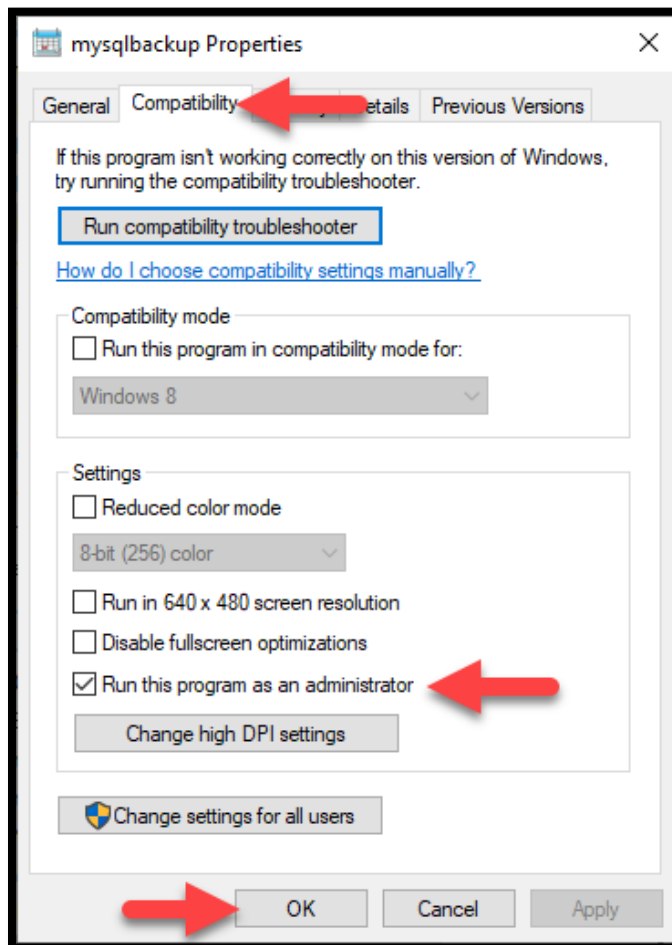 mysqlbackup Properties
General Compatibility Details Previous Versions
If this program isn't working correctly on this version of Windows,
try running the compatibility troubleshooter.
Run compatibility troubleshooter
How do I choose compatibility settings manually?
Compatibility mode
Run this program in compatibility mode for:
Windows 8
Settings
Reduced color mode
8-bit (256) color
Run in 640 x 480 screen resolution
Disable fullscreen optimizations
Run this program as an administrator
Change high DPI settings
Change settings for all users
OK Cancel Apply